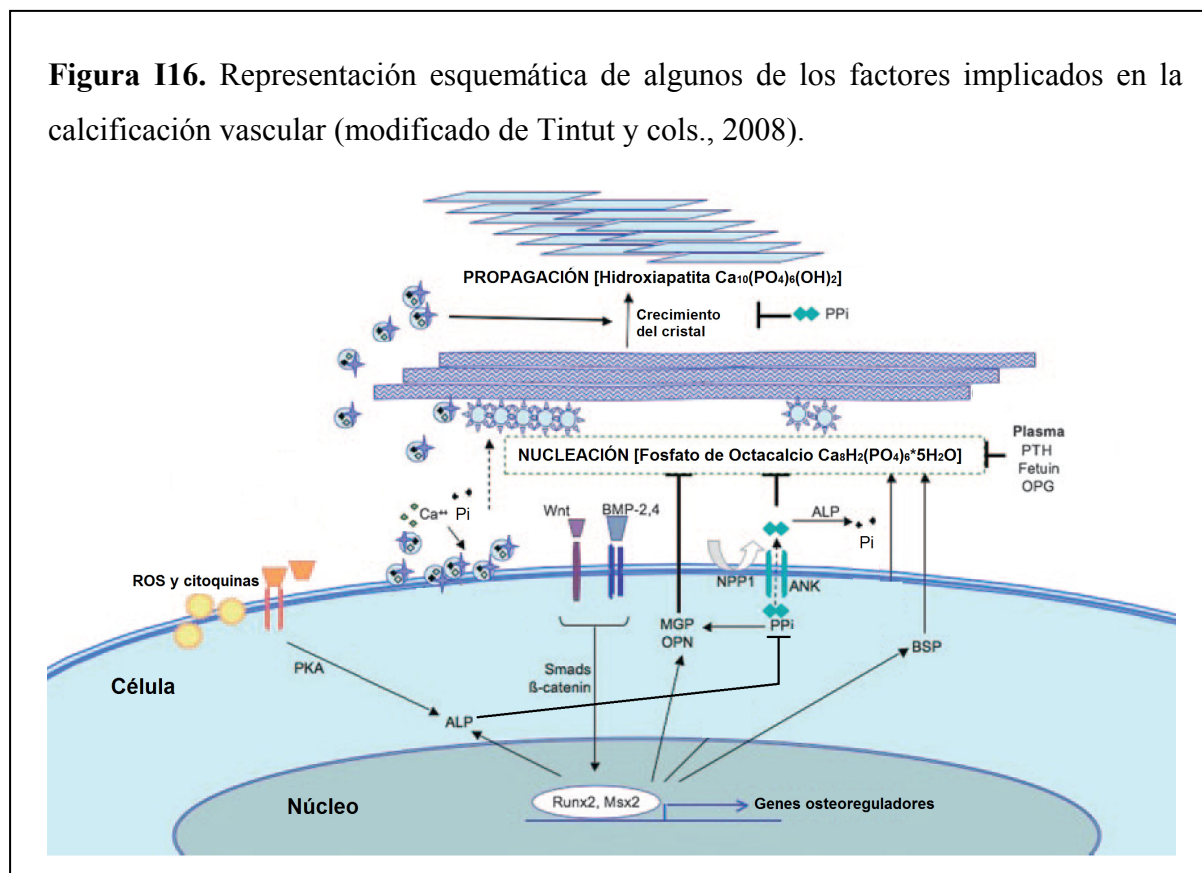 Figura I16. Representación esquemática de algunos de los factores implicados en la
calcificación vascular (modificado de Tintut y cols., 2008).
PROPAGACIÓN [Hidroxiapatita Ca₁₀(PO₄)₆(OH)₂]
Crecimiento
del cristal
PPi
NUCLEACIÓN [Fosfato de Octacalcio Ca₈H₂(PO₄)₆*5H₂O]
Plasma
PTH
Fetuin
OPG
Ca⁺⁺
Pi
Wnt
BMP-2,4
ALP
Pi
NPP1
ANK
ROS y citoquinas
MGP
OPN
PPi
BSP
PKA
Smads
ß-catenin
Célula
ALP
Núcleo
Runx2, Msx2
Genes osteoreguladores